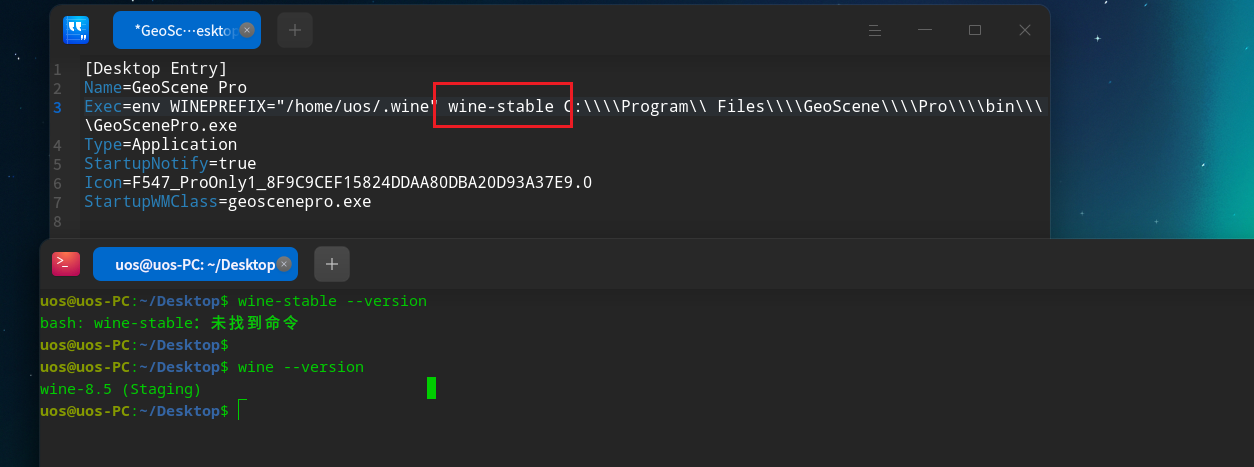 *GeoSc···esktop
1 [Desktop Entry]
2 Name=GeoScene Pro
3 Exec=env WINEPREFIX="/home/uos/.wine" wine-stable C:\\\\Program\\ Files\\\\GeoScene\\\\Pro\\\\bin\\\
\GeoScenePro.exe
4 Type=Application
5 StartupNotify=true
6 Icon=F547_ProOnly1_8F9C9CEF15824DDAA80DBA20D93A37E9.0
7 StartupWMClass=geoscenepro.exe
8
uos@uos-PC: ~/Desktop
uos@uos-PC:~/Desktop$ wine-stable --version
bash: wine-stable: 未找到命令
uos@uos-PC:~/Desktop$
uos@uos-PC:~/Desktop$ wine --version
wine-8.5 (Staging)
uos@uos-PC:~/Desktop$